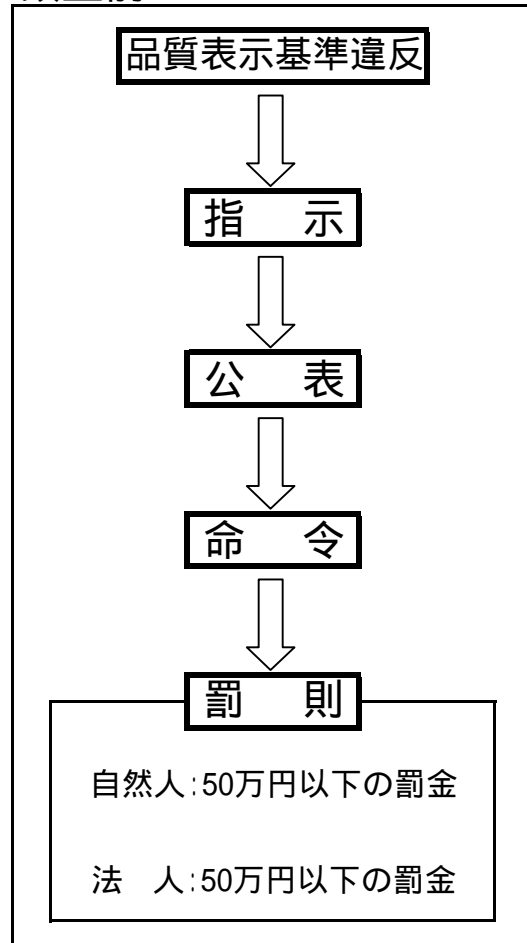 品質表示基準違反
指　示
公　表
命　令
罰　則
自然人:50万円以下の罰金
法　人:50万円以下の罰金